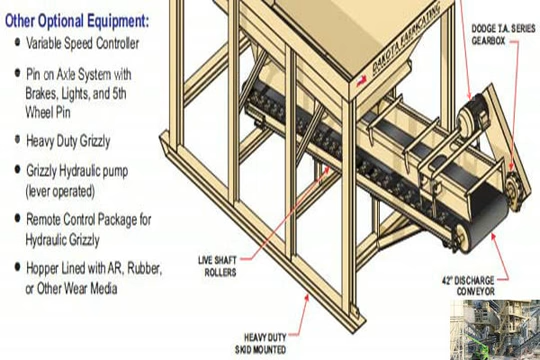 Other Optional Equipment:
• Variable Speed Controller
• Pin on Axle System with
Brakes, Lights, and 5th
Wheel Pin
• Heavy Duty Grizzly
• Grizzly Hydraulic pump
(lever operated)
• Remote Control Package for
Hydraulic Grizzly
• Hopper Lined with AR, Rubber,
or Other Wear Media
DAKOTA FABRICATING
DODGE T.A. SERIES
GEARBOX
LIVE SHAFT
ROLLERS
42" DISCHARGE
CONVEYOR
HEAVY DUTY
SKID MOUNTED